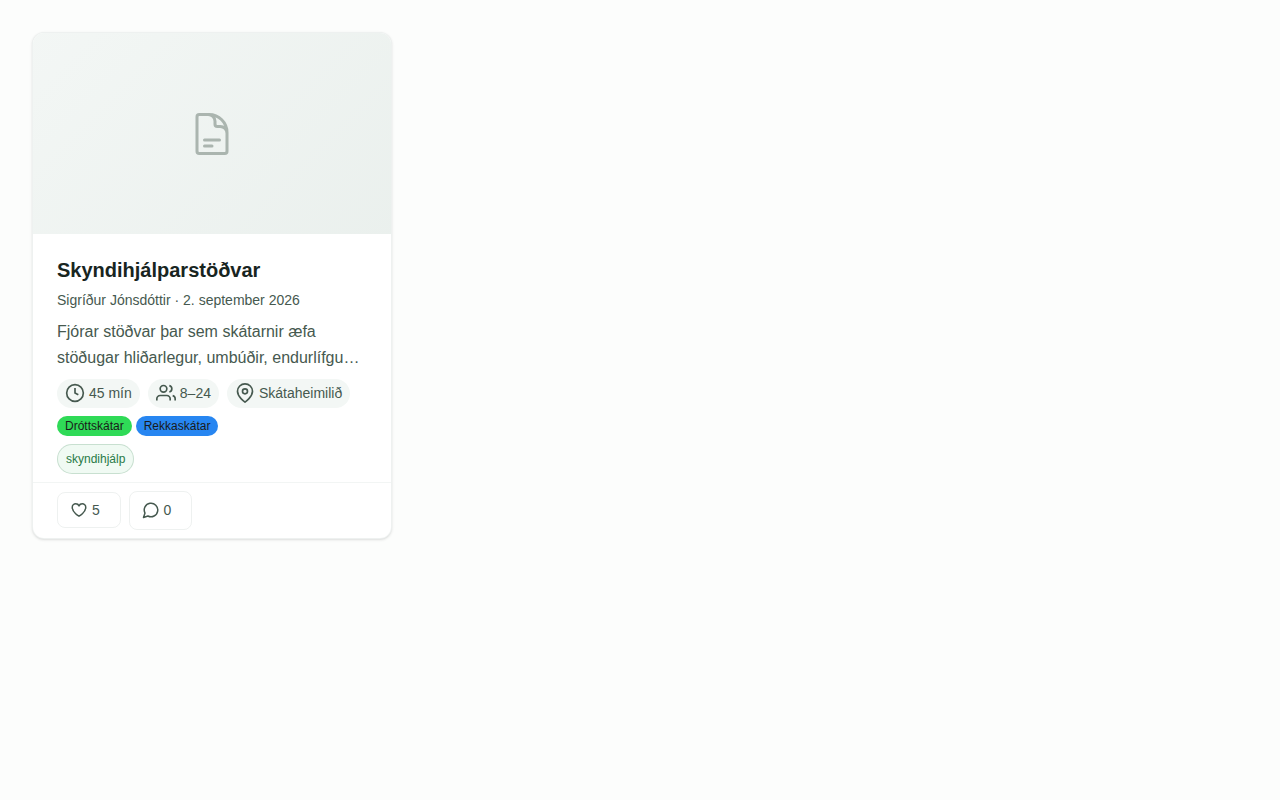 Skyndihjálparstöðvar
Sigríður Jónsdóttir · 2. september 2026
Fjórar stöðvar þar sem skátarnir æfa
stöðugar hliðarlegur, umbúðir, endurlífgu…
45 mín 8–24 Skátaheimilið
Dróttskátar Rekkaskátar
skyndihjálp
5 0